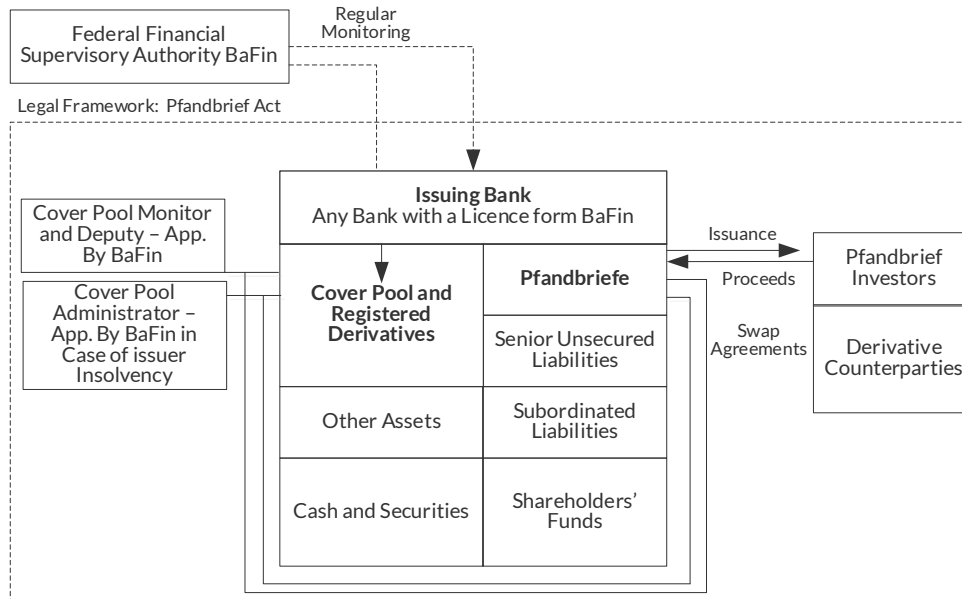 Regular
Monitoring
Federal Financial
Supervisory Authority BaFin
Legal Framework: Pfandbrief Act
Issuing Bank
Any Bank with a Licence form BaFin
Cover Pool Monitor
and Deputy – App.
By BaFin
Cover Pool
Administrator –
App. By BaFin in
Case of issuer
Insolvency
Cover Pool and
Registered
Derivatives
Pfandbriefe
Senior Unsecured
Liabilities
Other Assets
Subordinated
Liabilities
Cash and Securities
Shareholders’
Funds
Issuance
Proceeds
Swap
Agreements
Pfandbrief
Investors
Derivative
Counterparties